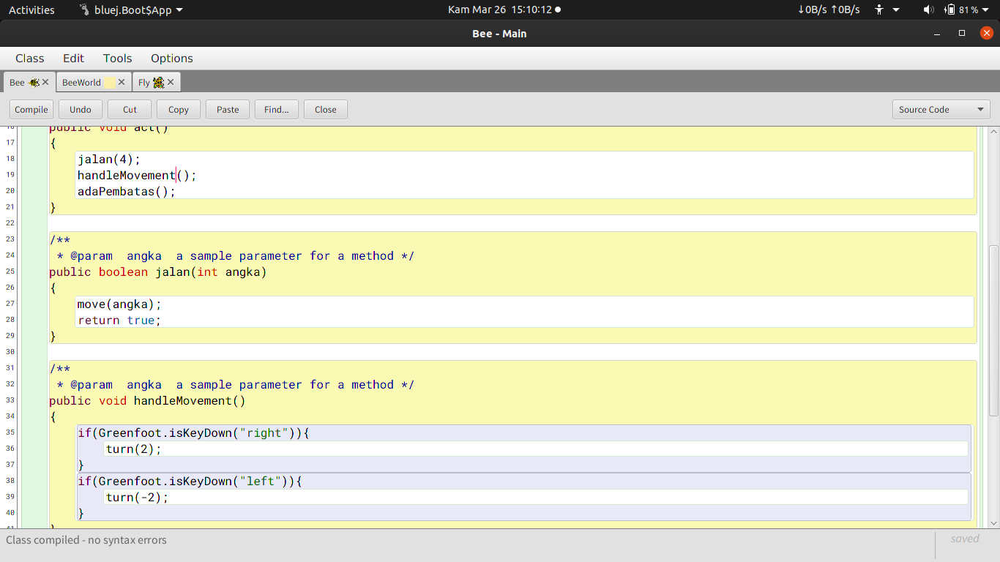 Activities bluej.Boot$App Kam Mar 26 15:10:12 ↓0B/s ↑0B/s 81%
Bee - Main
Class Edit Tools Options
Bee BeeWorld Fly
Compile Undo Cut Copy Paste Find... Close Source Code
16 public void act()
17 {
18 jalan(4);
19 handleMovement();
20 adaPembatas();
21 }
22
23 /**
24 * @param angka a sample parameter for a method */
25 public boolean jalan(int angka)
26 {
27 move(angka);
28 return true;
29 }
30
31 /**
32 * @param angka a sample parameter for a method */
33 public void handleMovement()
34 {
35 if(Greenfoot.isKeyDown("right")){
36 turn(2);
37 }
38 if(Greenfoot.isKeyDown("left")){
39 turn(-2);
40 }
41 }
Class compiled - no syntax errors saved